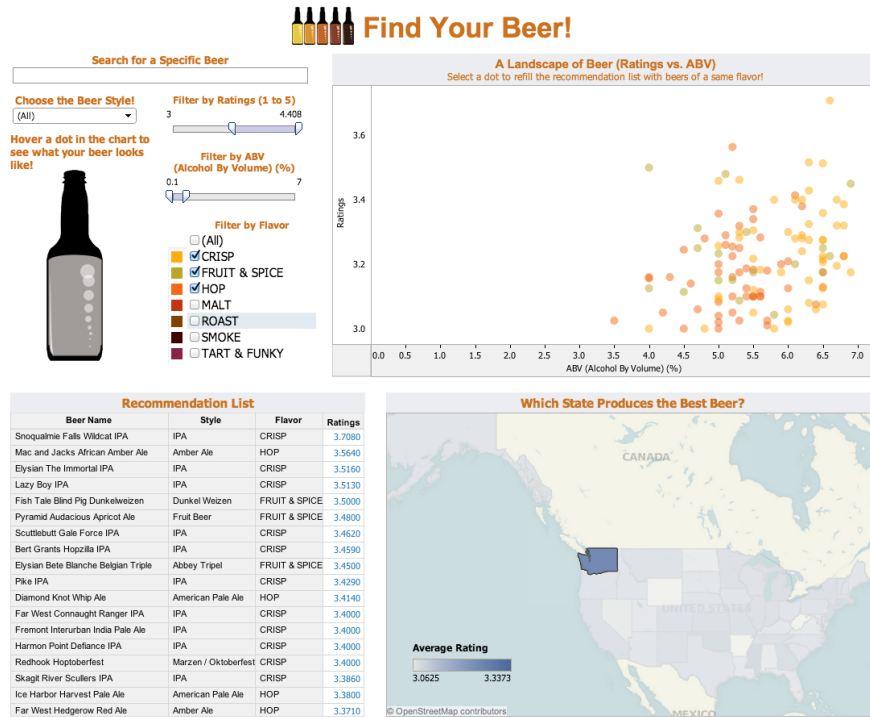 Find Your Beer!
Search for a Specific Beer
Choose the Beer Style!
(All)
Filter by Ratings (1 to 5)
3 4.408
Hover a dot in the chart to
see what your beer looks
like!
Filter by ABV
(Alcohol By Volume) (%)
0.1 7
Filter by Flavor
(All)
CRISP
FRUIT & SPICE
HOP
MALT
ROAST
SMOKE
TART & FUNKY
A Landscape of Beer (Ratings vs. ABV)
Select a dot to refill the recommendation list with beers of a same flavor!
Ratings
3.6
3.4
3.2
3.0
0.0 0.5 1.0 1.5 2.0 2.5 3.0 3.5 4.0 4.5 5.0 5.5 6.0 6.5 7.0
ABV (Alcohol By Volume) (%)
Recommendation List
Beer Name Style Flavor Ratings
Snoqualmie Falls Wildcat IPA IPA CRISP 3.7080
Mac and Jacks African Amber Ale Amber Ale HOP 3.5640
Elysian The Immortal IPA IPA CRISP 3.5160
Lazy Boy IPA IPA CRISP 3.5130
Fish Tale Blind Pig Dunkelweizen Dunkel Weizen FRUIT & SPICE 3.5000
Pyramid Audacious Apricot Ale Fruit Beer FRUIT & SPICE 3.4800
Scuttlebutt Gale Force IPA IPA CRISP 3.4620
Bert Grants Hopzilla IPA IPA CRISP 3.4590
Elysian Bete Blanche Belgian Triple Abbey Tripel FRUIT & SPICE 3.4500
Pike IPA IPA CRISP 3.4290
Diamond Knot Whip Ale American Pale Ale HOP 3.4140
Far West Connaught Ranger IPA IPA CRISP 3.4000
Fremont Interurban India Pale Ale IPA CRISP 3.4000
Harmon Point Defiance IPA IPA CRISP 3.4000
Redhook Hoptoberfest Marzen / Oktoberfest CRISP 3.4000
Skagit River Scullers IPA IPA CRISP 3.3860
Ice Harbor Harvest Pale Ale American Pale Ale HOP 3.3800
Far West Hedgerow Red Ale Amber Ale HOP 3.3710
Which State Produces the Best Beer?
CANADA
UNITED STATES
MEXICO
Average Rating
3.0625 3.3373
© OpenStreetMap contributors